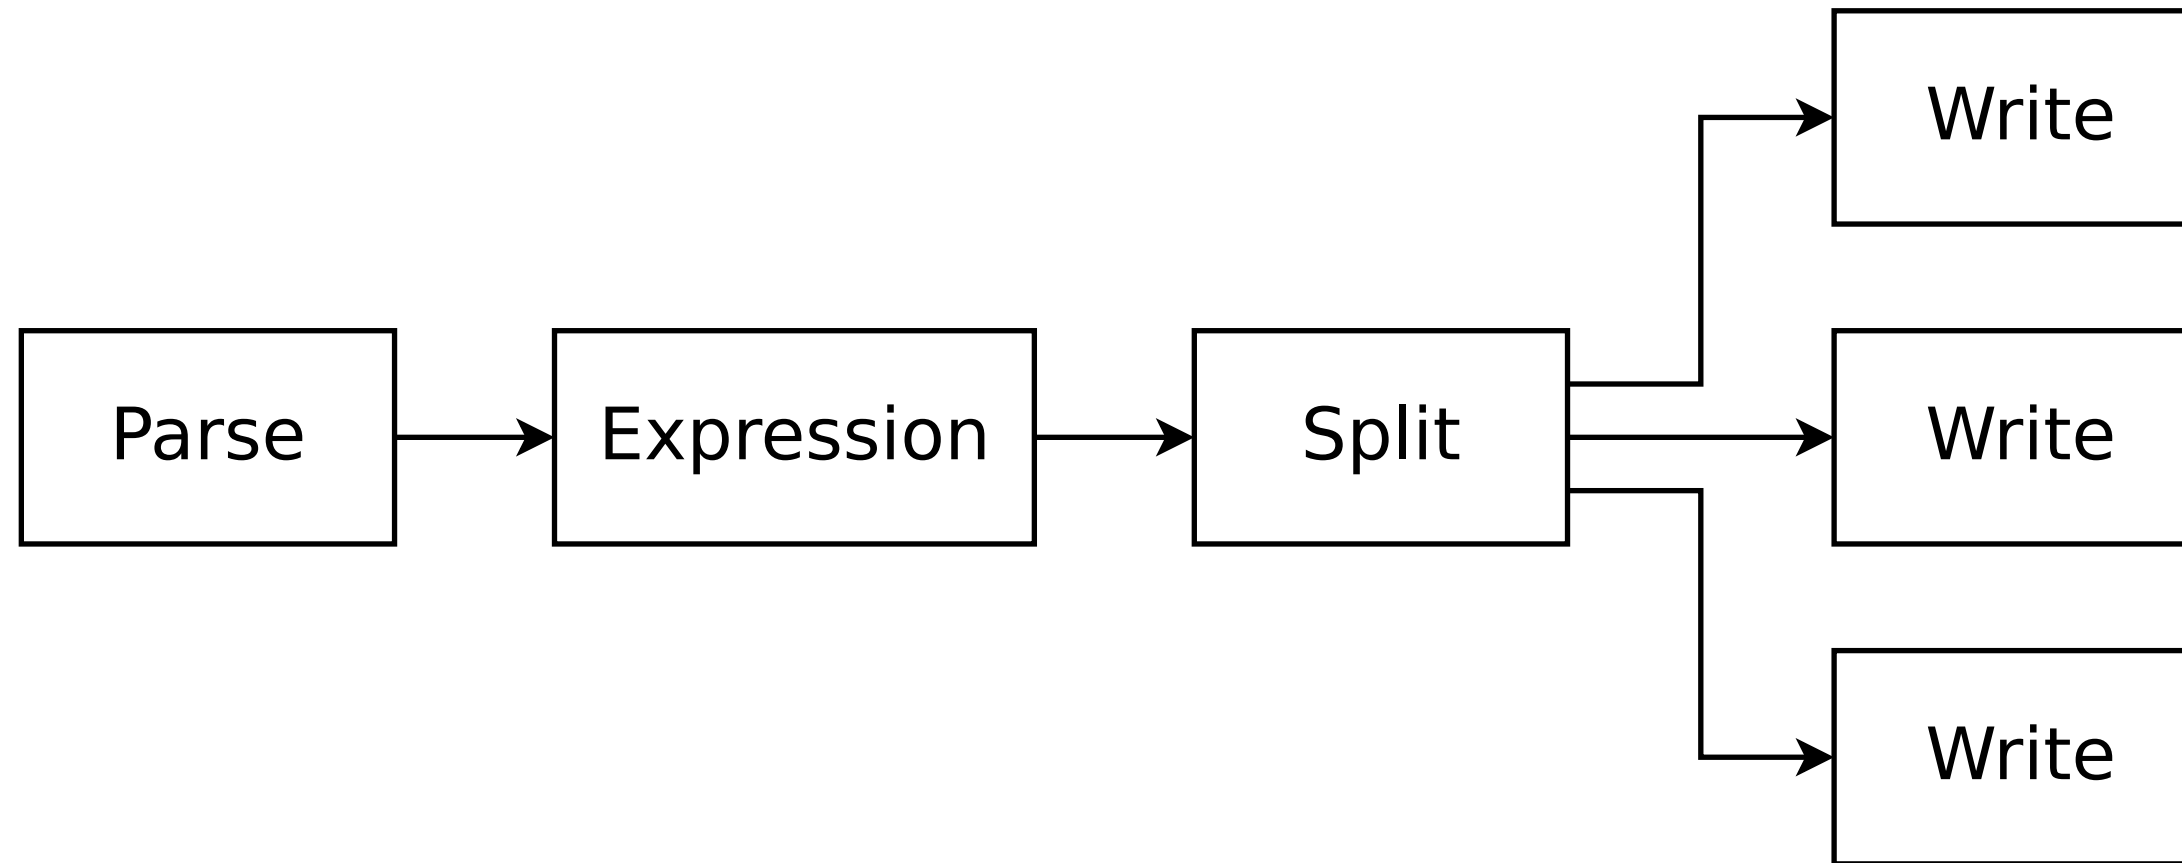 Write
Parse
Expression
Split
Write
Write